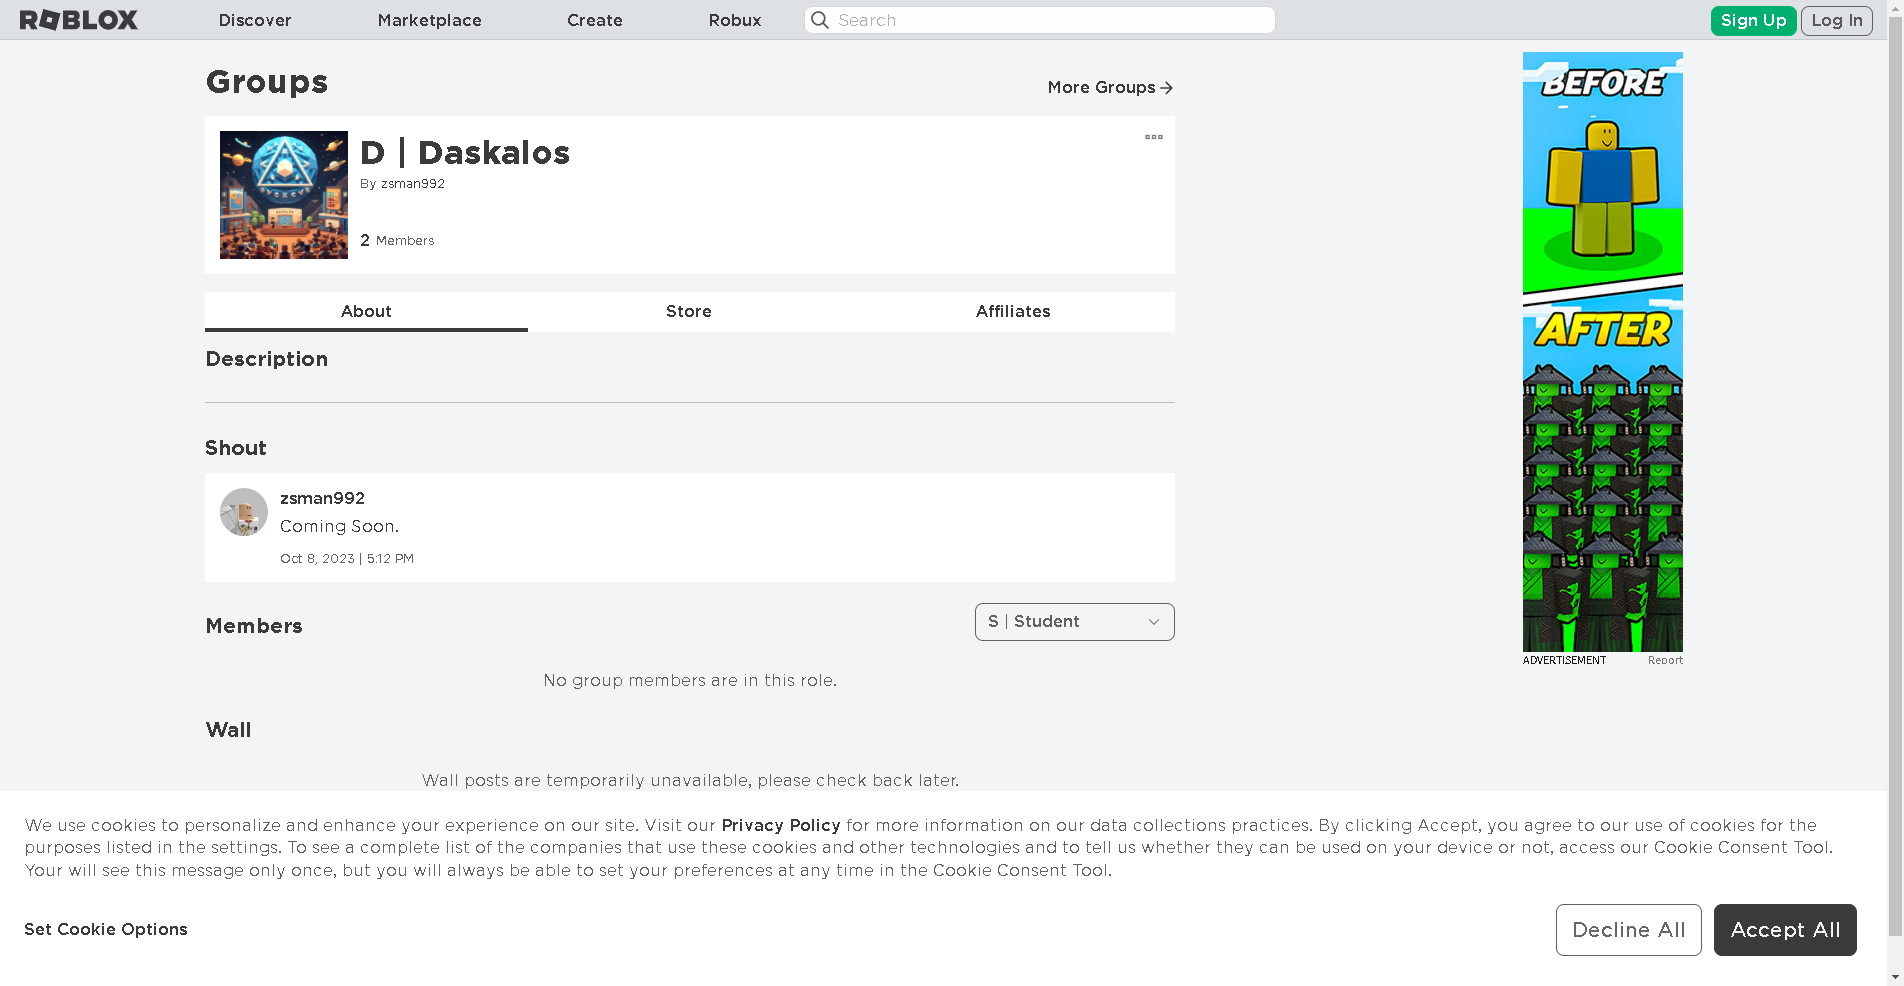 ROBLOX
Discover
Marketplace
Create
Robux
Search
Sign Up
Log In
Groups
More Groups
D | Daskalos
By zsman992
2 Members
About
Store
Affiliates
Description
Shout
zsman992
Coming Soon.
Oct 8, 2023 | 5:12 PM
Members
S | Student
No group members are in this role.
Wall
Wall posts are temporarily unavailable, please check back later.
BEFORE
AFTER
ADVERTISEMENT
Report
We use cookies to personalize and enhance your experience on our site. Visit our Privacy Policy for more information on our data collections practices. By clicking Accept, you agree to our use of cookies for the
purposes listed in the settings. To see a complete list of the companies that use these cookies and other technologies and to tell us whether they can be used on your device or not, access our Cookie Consent Tool.
Your will see this message only once, but you will always be able to set your preferences at any time in the Cookie Consent Tool.
Set Cookie Options
Decline All
Accept All